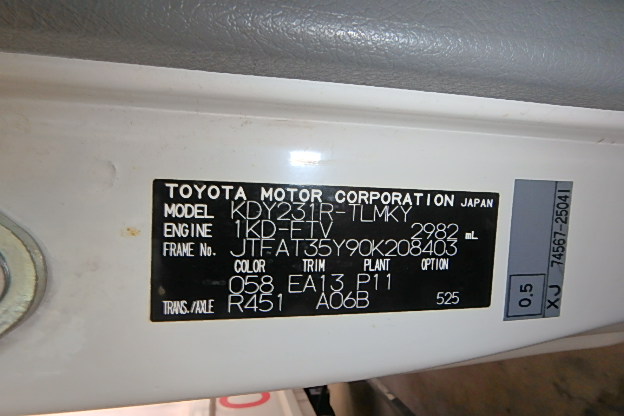 TOYOTA MOTOR CORPORATION JAPAN
MODEL KDY231R-TLMKY
ENGINE 1KD-FTV 2982 mL
FRAME No. JTFAT35Y90K208403
COLOR TRIM PLANT OPTION
058 EA13 P11
TRANS./AXLE R451 A06B 525
74567-25041
0.5 XJ